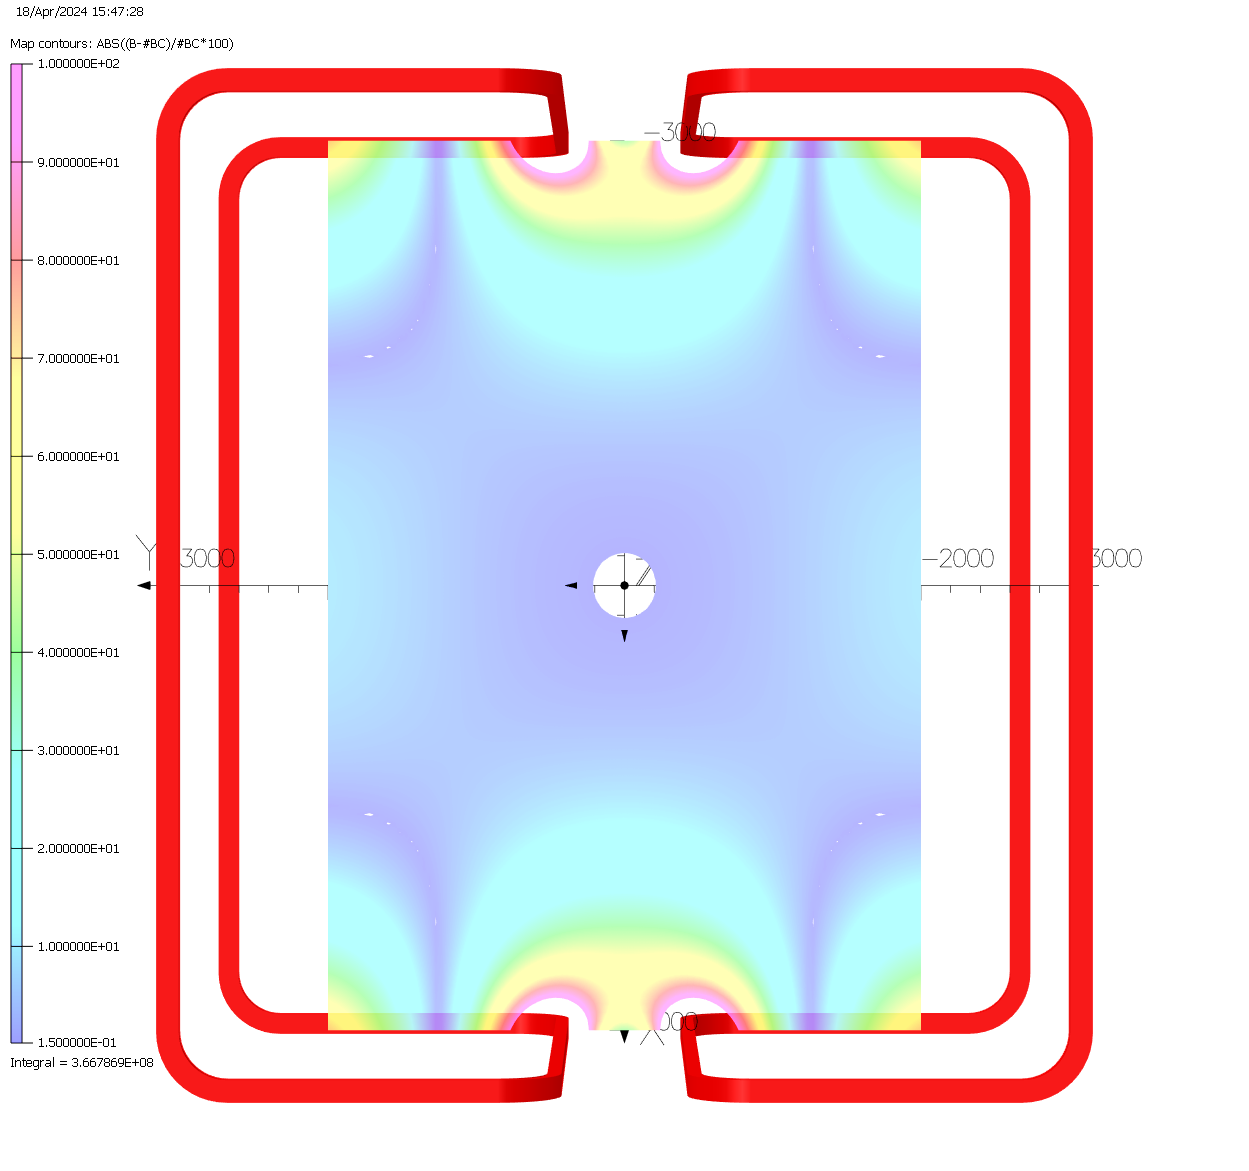 18/Apr/2024 15:47:28
Map contours: ABS((B-#BC)/#BC*100)
1.000000E+02
9.000000E+01
8.000000E+01
7.000000E+01
6.000000E+01
5.000000E+01
4.000000E+01
3.000000E+01
2.000000E+01
1.000000E+01
1.500000E-01
Integral = 3.667869E+08
-3000
Y 3000
-2000
3000
X 000